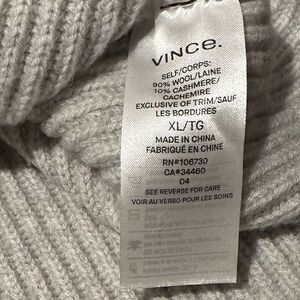 VINCE.
SELF/CORPS:
90% WOOL/LAINE
10% CASHMERE/
CACHEMIRE
EXCLUSIVE OF TRIM/SAUF
LES BORDURES
XL/TG
MADE IN CHINA
FABRIQUÉ EN CHINE
RN#106730
CA#34460
04
SEE REVERSE FOR CARE
VOIR AU VERSO POUR LES SOINS